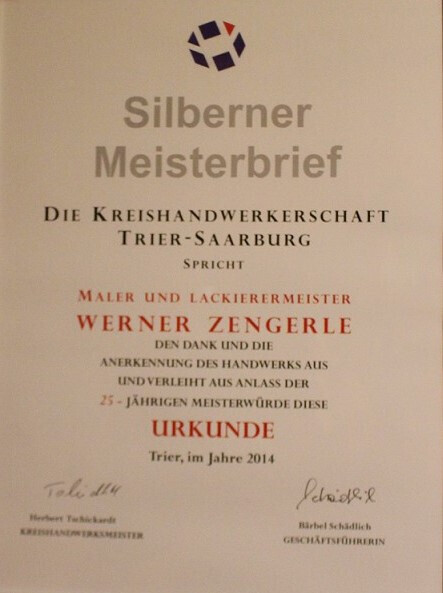 Silberner
Meisterbrief
DIE KREISHANDWERKERSCHAFT
TRIER-SAARBURG
SPRICHT
MALER UND LACKIERERMEISTER
WERNER ZENGERLE
DEN DANK UND DIE
ANERKENNUNG DES HANDWERKS AUS
UND VERLEIHT AUS ANLASS DER
25 - JÄHRIGEN MEISTERWÜRDE DIESE
URKUNDE
Trier, im Jahre 2014
Herbert Tschickardt
KREISHANDWERKSMEISTER
Bärbel Schädlich
GESCHÄFTSFÜHRERIN